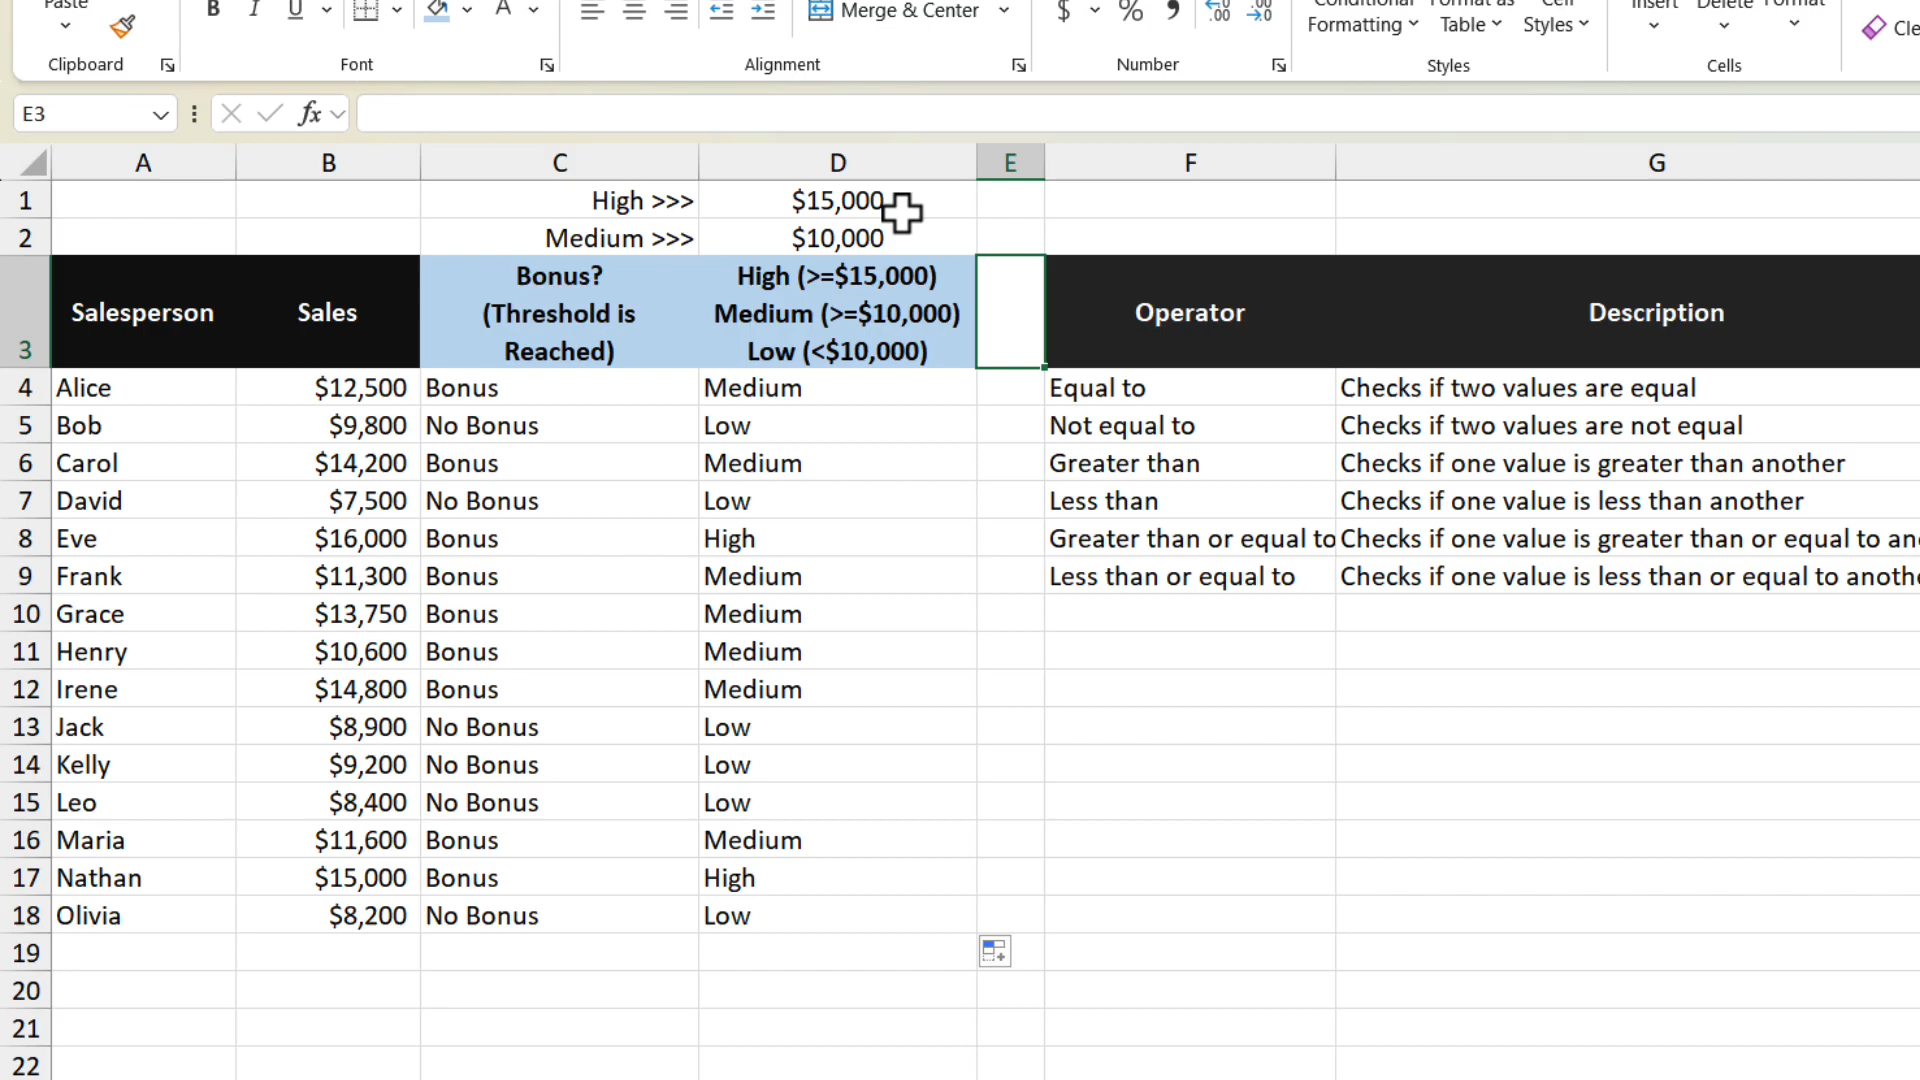 Paste
B I U A
Merge & Center
$ % 9 .00 .00
→0
Conditional Format as Cell
Formatting Table Styles
Insert Delete Format
Cle
Clipboard Font Alignment Number Styles Cells
E3 fx
A B C D E F G
1 High >>> $15,000
2 Medium >>> $10,000
3 Salesperson Sales Bonus? (Threshold is Reached) High (>=$15,000) Medium (>=$10,000) Low (<$10,000) Operator Description
4 Alice $12,500 Bonus Medium Equal to Checks if two values are equal
5 Bob $9,800 No Bonus Low Not equal to Checks if two values are not equal
6 Carol $14,200 Bonus Medium Greater than Checks if one value is greater than another
7 David $7,500 No Bonus Low Less than Checks if one value is less than another
8 Eve $16,000 Bonus High Greater than or equal to Checks if one value is greater than or equal to an
9 Frank $11,300 Bonus Medium Less than or equal to Checks if one value is less than or equal to anothe
10 Grace $13,750 Bonus Medium
11 Henry $10,600 Bonus Medium
12 Irene $14,800 Bonus Medium
13 Jack $8,900 No Bonus Low
14 Kelly $9,200 No Bonus Low
15 Leo $8,400 No Bonus Low
16 Maria $11,600 Bonus Medium
17 Nathan $15,000 Bonus High
18 Olivia $8,200 No Bonus Low
19
20
21
22